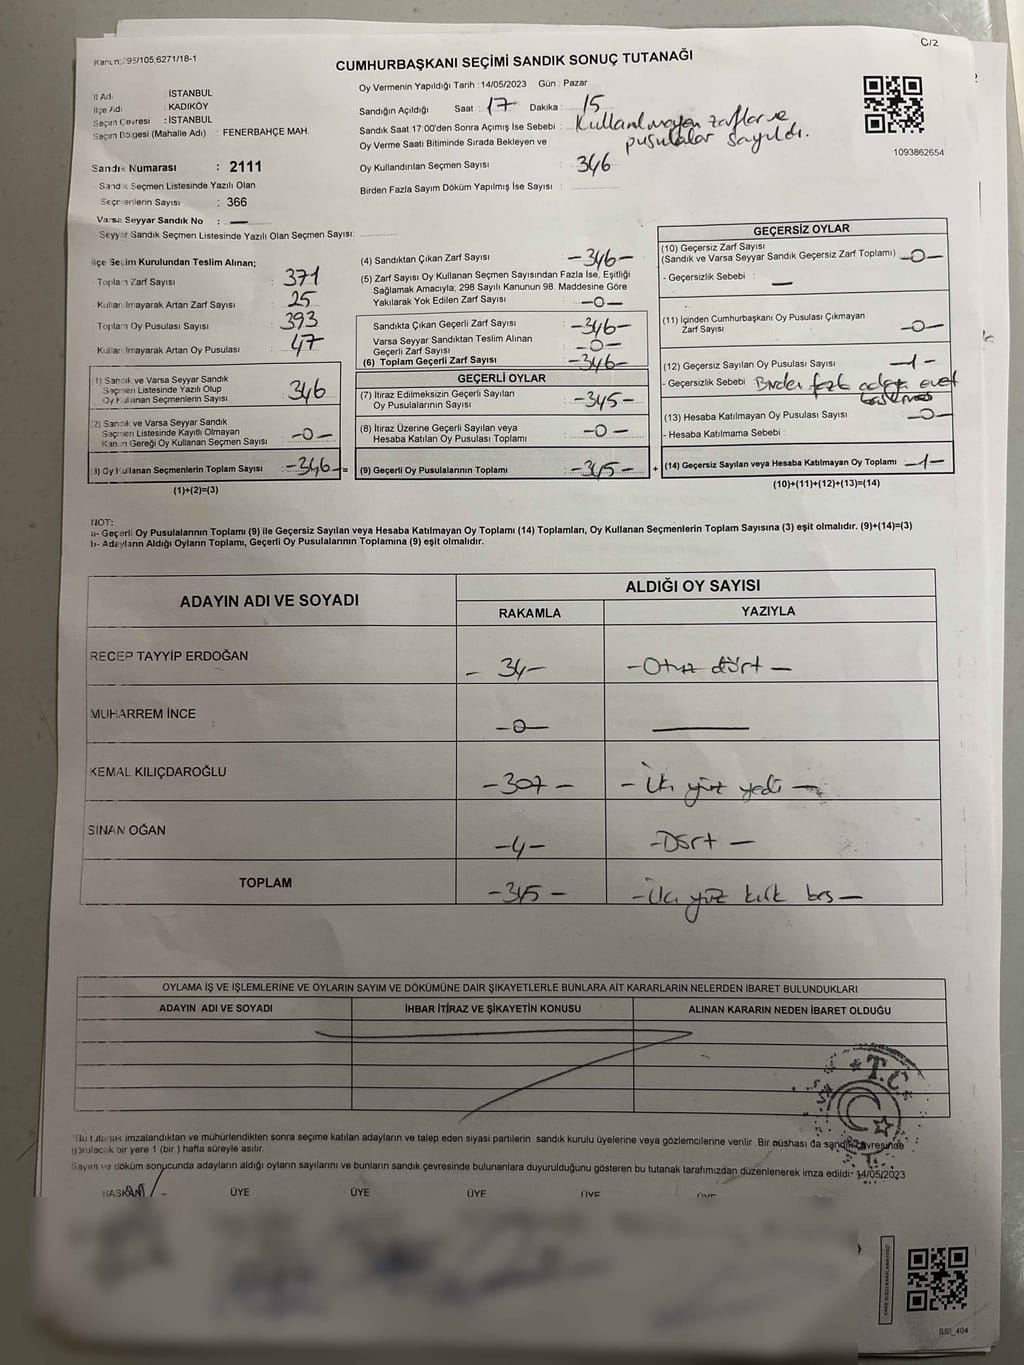 C/2
Kanun;295/105,6271/18-1
CUMHURBAŞKANI SEÇİMİ SANDIK SONUÇ TUTANAĞI
İl Adı : İSTANBUL
İlçe Adı : KADIKÖY
Seçim Çevresi : İSTANBUL
Seçim Bölgesi (Mahalle Adı) : FENERBAHÇE MAH.
Sandık Numarası : 2111
Sandık Seçmen Listesinde Yazılı Olan
Seçmenlerin Sayısı : 366
Varsa Seyyar Sandık No : —
Seyyar Sandık Seçmen Listesinde Yazılı Olan Seçmen Sayısı:
Oy Vermenin Yapıldığı Tarih : 14/05/2023 Gün : Pazar
Sandığın Açıldığı Saat : 17 Dakika : 15
Sandık Saat 17:00'den Sonra Açımış İse Sebebi : Kullanılmayan zarflar ve
pusulalar sayıldı.
Oy Verme Saati Bitiminde Sırada Bekleyen ve
Oy Kullandırılan Seçmen Sayısı : 346
Birden Fazla Sayım Döküm Yapılmış İse Sayısı :
1093862654
İlçe Seçim Kurulundan Teslim Alınan;
Toplam Zarf Sayısı : 371
Kullanılmayarak Artan Zarf Sayısı : 25
Toplam Oy Pusulası Sayısı : 393
Kullanılmayarak Artan Oy Pusulası : 47
1) Sandık ve Varsa Seyyar Sandık
Seçmen Listesinde Yazılı Olup
Oy Kullanan Seçmenlerin Sayısı : 346
2) Sandık ve Varsa Seyyar Sandık
Seçmen Listesinde Kayıtlı Olmayan
Kanun Gereği Oy Kullanan Seçmen Sayısı : -0-
3) Oy Kullanan Seçmenlerin Toplam Sayısı : -346- =
(1)+(2)=(3)
(4) Sandıktan Çıkan Zarf Sayısı : -346-
(5) Zarf Sayısı Oy Kullanan Seçmen Sayısından Fazla İse, Eşitliği
Sağlamak Amacıyla, 298 Sayılı Kanunun 98. Maddesine Göre
Yakılarak Yok Edilen Zarf Sayısı : -0-
Sandıkta Çıkan Geçerli Zarf Sayısı : -346-
Varsa Seyyar Sandıktan Teslim Alınan
Geçerli Zarf Sayısı : -0-
(6) Toplam Geçerli Zarf Sayısı : -346-
GEÇERLİ OYLAR
(7) İtiraz Edilmeksizin Geçerli Sayılan
Oy Pusulalarının Sayısı : -345-
(8) İtiraz Üzerine Geçerli Sayılan veya
Hesaba Katılan Oy Pusulası Toplamı : -0-
(9) Geçerli Oy Pusulalarının Toplamı : -345- +
GEÇERSİZ OYLAR
(10) Geçersiz Zarf Sayısı
(Sandık ve Varsa Seyyar Sandık Geçersiz Zarf Toplamı) : -0-
- Geçersizlik Sebebi : —
(11) İçinden Cumhurbaşkanı Oy Pusulası Çıkmayan
Zarf Sayısı : -0-
(12) Geçersiz Sayılan Oy Pusulası Sayısı : -1-
- Geçersizlik Sebebi : Birden fazla adaya evet
(13) Hesaba Katılmayan Oy Pusulası Sayısı : -0-
- Hesaba Katılmama Sebebi :
(14) Geçersiz Sayılan veya Hesaba Katılmayan Oy Toplamı : -1-
(10)+(11)+(12)+(13)=(14)
NOT:
a- Geçerli Oy Pusulalarının Toplamı (9) ile Geçersiz Sayılan veya Hesaba Katılmayan Oy Toplamı (14) Toplamları, Oy Kullanan Seçmenlerin Toplam Sayısına (3) eşit olmalıdır. (9)+(14)=(3)
b- Adayların Aldığı Oyların Toplamı, Geçerli Oy Pusulalarının Toplamına (9) eşit olmalıdır.
ADAYIN ADI VE SOYADI
ALDIĞI OY SAYISI
RAKAMLA YAZIYLA
RECEP TAYYİP ERDOĞAN - 34 - - Otuz dört -
MUHARREM İNCE - 0 - —
KEMAL KILIÇDAROĞLU - 307 - - İki yüz yedi -
SİNAN OĞAN - 4 - - Dört -
TOPLAM - 345 - - İki yüz kırk beş -
OYLAMA İŞ VE İŞLEMLERİNE VE OYLARIN SAYIM VE DÖKÜMÜNE DAİR ŞİKAYETLERLE BUNLARA AİT KARARLARIN NELERDEN İBARET BULUNDUKLARI
ADAYIN ADI VE SOYADI İHBAR İTİRAZ VE ŞİKAYETİN KONUSU ALINAN KARARIN NEDEN İBARET OLDUĞU
T.C.
*Bu tutanak imzalandıktan ve mühürlendikten sonra seçime katılan adayların ve talep eden siyasi partilerin sandık kurulu üyelerine veya gözlemcilerine verilir. Bir nüshası da sandık çevresinde
görülecek bir yere 1 (bir ) hafta süreyle asılır.
Sayım ve döküm sonucunda adayların aldığı oyların sayılarını ve bunların sandık çevresinde bulunanlara duyurulduğunu gösteren bu tutanak tarafımızdan düzenlenerek imza edildi. 14/05/2023
BAŞKAN ÜYE ÜYE ÜYE ÜYE ÜYE
SSI_404